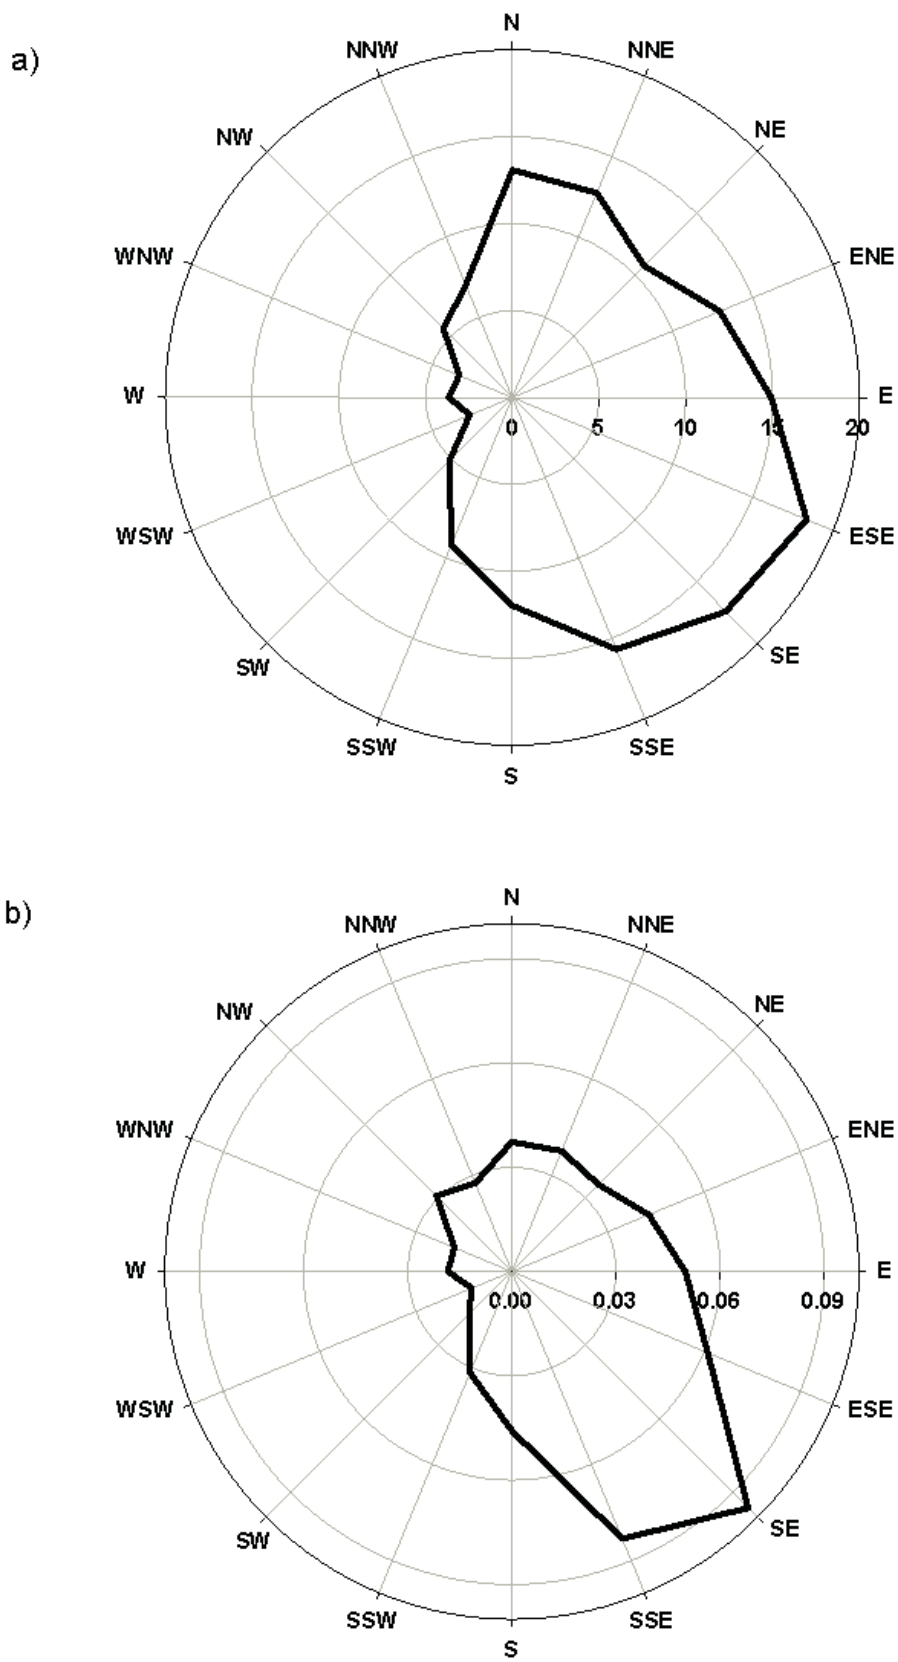 a)
N
NNW NNE
NW NE
WNW ENE
W E
0 5 10 15 20
WSW ESE
SW SE
SSW SSE
S
b)
N
NNW NNE
NW NE
WNW ENE
W E
0.00 0.03 0.06 0.09
WSW ESE
SW SE
SSW SSE
S